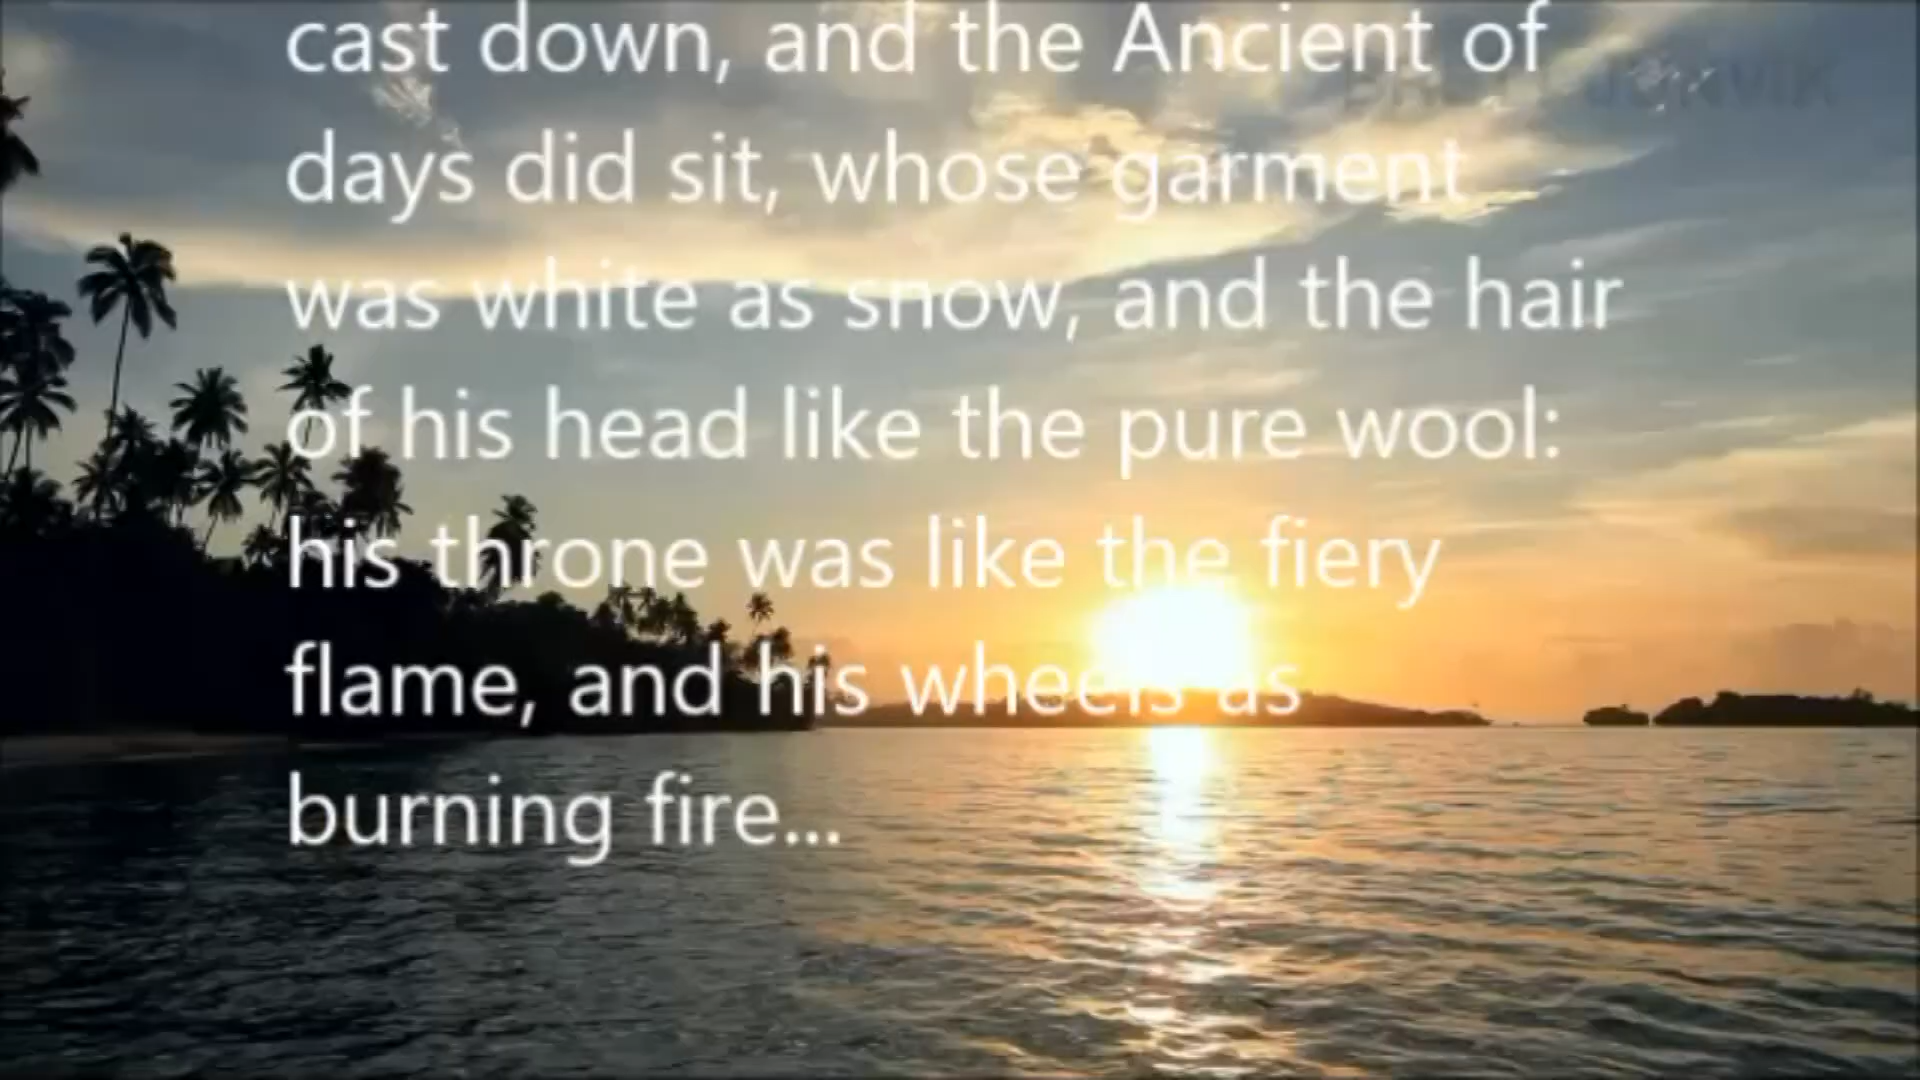 cast down, and the Ancient of
days did sit, whose garment
was white as snow, and the hair
of his head like the pure wool:
his throne was like the fiery
flame, and his wheels as
burning fire...